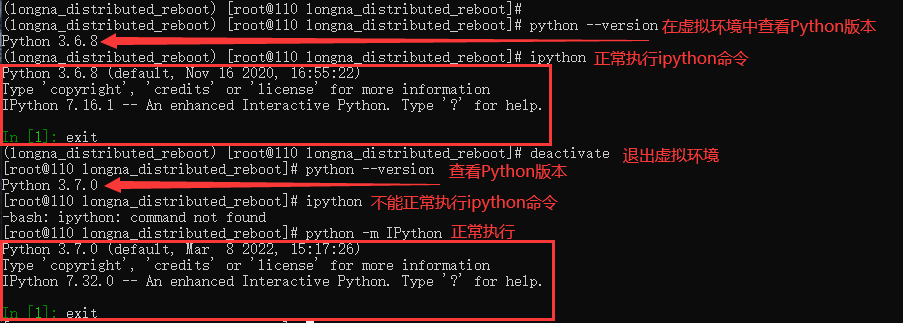 (longna_distributed_reboot) [root@110 longna_distributed_reboot]#
(longna_distributed_reboot) [root@110 longna_distributed_reboot]# python --version在虚拟环境中查看Python版本
Python 3.6.8
(longna_distributed_reboot) [root@110 longna_distributed_reboot]# ipython 正常执行ipython命令
Python 3.6.8 (default, Nov 16 2020, 16:55:22)
Type 'copyright', 'credits' or 'license' for more information
IPython 7.16.1 -- An enhanced Interactive Python. Type '?' for help.
In [1]: exit
(longna_distributed_reboot) [root@110 longna_distributed_reboot]# deactivate 退出虚拟环境
[root@110 longna_distributed_reboot]# python --version 查看Python版本
Python 3.7.0
[root@110 longna_distributed_reboot]# ipython 不能正常执行ipython命令
-bash: ipython: command not found
[root@110 longna_distributed_reboot]# python -m IPython 正常执行
Python 3.7.0 (default, Mar  8 2022, 15:17:26)
Type 'copyright', 'credits' or 'license' for more information
IPython 7.32.0 -- An enhanced Interactive Python. Type '?' for help.
In [1]: exit